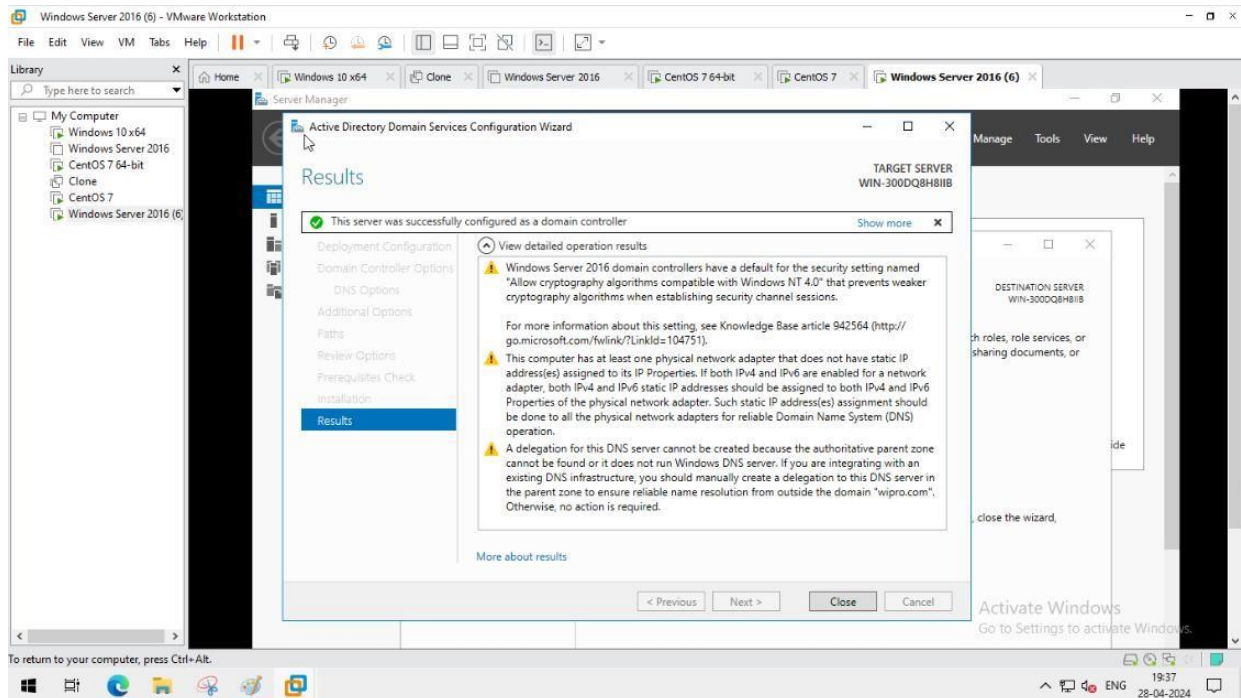 Windows Server 2016 (6) - VMware Workstation
File Edit View VM Tabs Help
Library
Type here to search
My Computer
Windows 10 x64
Windows Server 2016
CentOS 7 64-bit
Clone
CentOS 7
Windows Server 2016 (6)
Home Windows 10 x64 Clone Windows Server 2016 CentOS 7 64-bit CentOS 7 Windows Server 2016 (6)
Server Manager
Manage Tools View Help
Active Directory Domain Services Configuration Wizard
Results
TARGET SERVER
WIN-300DQ8H8IIB
This server was successfully configured as a domain controller Show more
Deployment Configuration
Domain Controller Options
DNS Options
Additional Options
Paths
Review Options
Prerequisites Check
Installation
Results
View detailed operation results
Windows Server 2016 domain controllers have a default for the security setting named
"Allow cryptography algorithms compatible with Windows NT 4.0" that prevents weaker
cryptography algorithms when establishing security channel sessions.
For more information about this setting, see Knowledge Base article 942564 (http://
go.microsoft.com/fwlink/?LinkId=104751).
This computer has at least one physical network adapter that does not have static IP
address(es) assigned to its IP Properties. If both IPv4 and IPv6 are enabled for a network
adapter, both IPv4 and IPv6 static IP addresses should be assigned to both IPv4 and IPv6
Properties of the physical network adapter. Such static IP address(es) assignment should
be done to all the physical network adapters for reliable Domain Name System (DNS)
operation.
A delegation for this DNS server cannot be created because the authoritative parent zone
cannot be found or it does not run Windows DNS server. If you are integrating with an
existing DNS infrastructure, you should manually create a delegation to this DNS server in
the parent zone to ensure reliable name resolution from outside the domain "wipro.com".
Otherwise, no action is required.
More about results
< Previous Next > Close Cancel
DESTINATION SERVER
WIN-300DQ8H8IIB
ch roles, role services, or
sharing documents, or
ide
, close the wizard,
Activate Windows
Go to Settings to activate Windows.
To return to your computer, press Ctrl+Alt.
ENG
19:37
28-04-2024